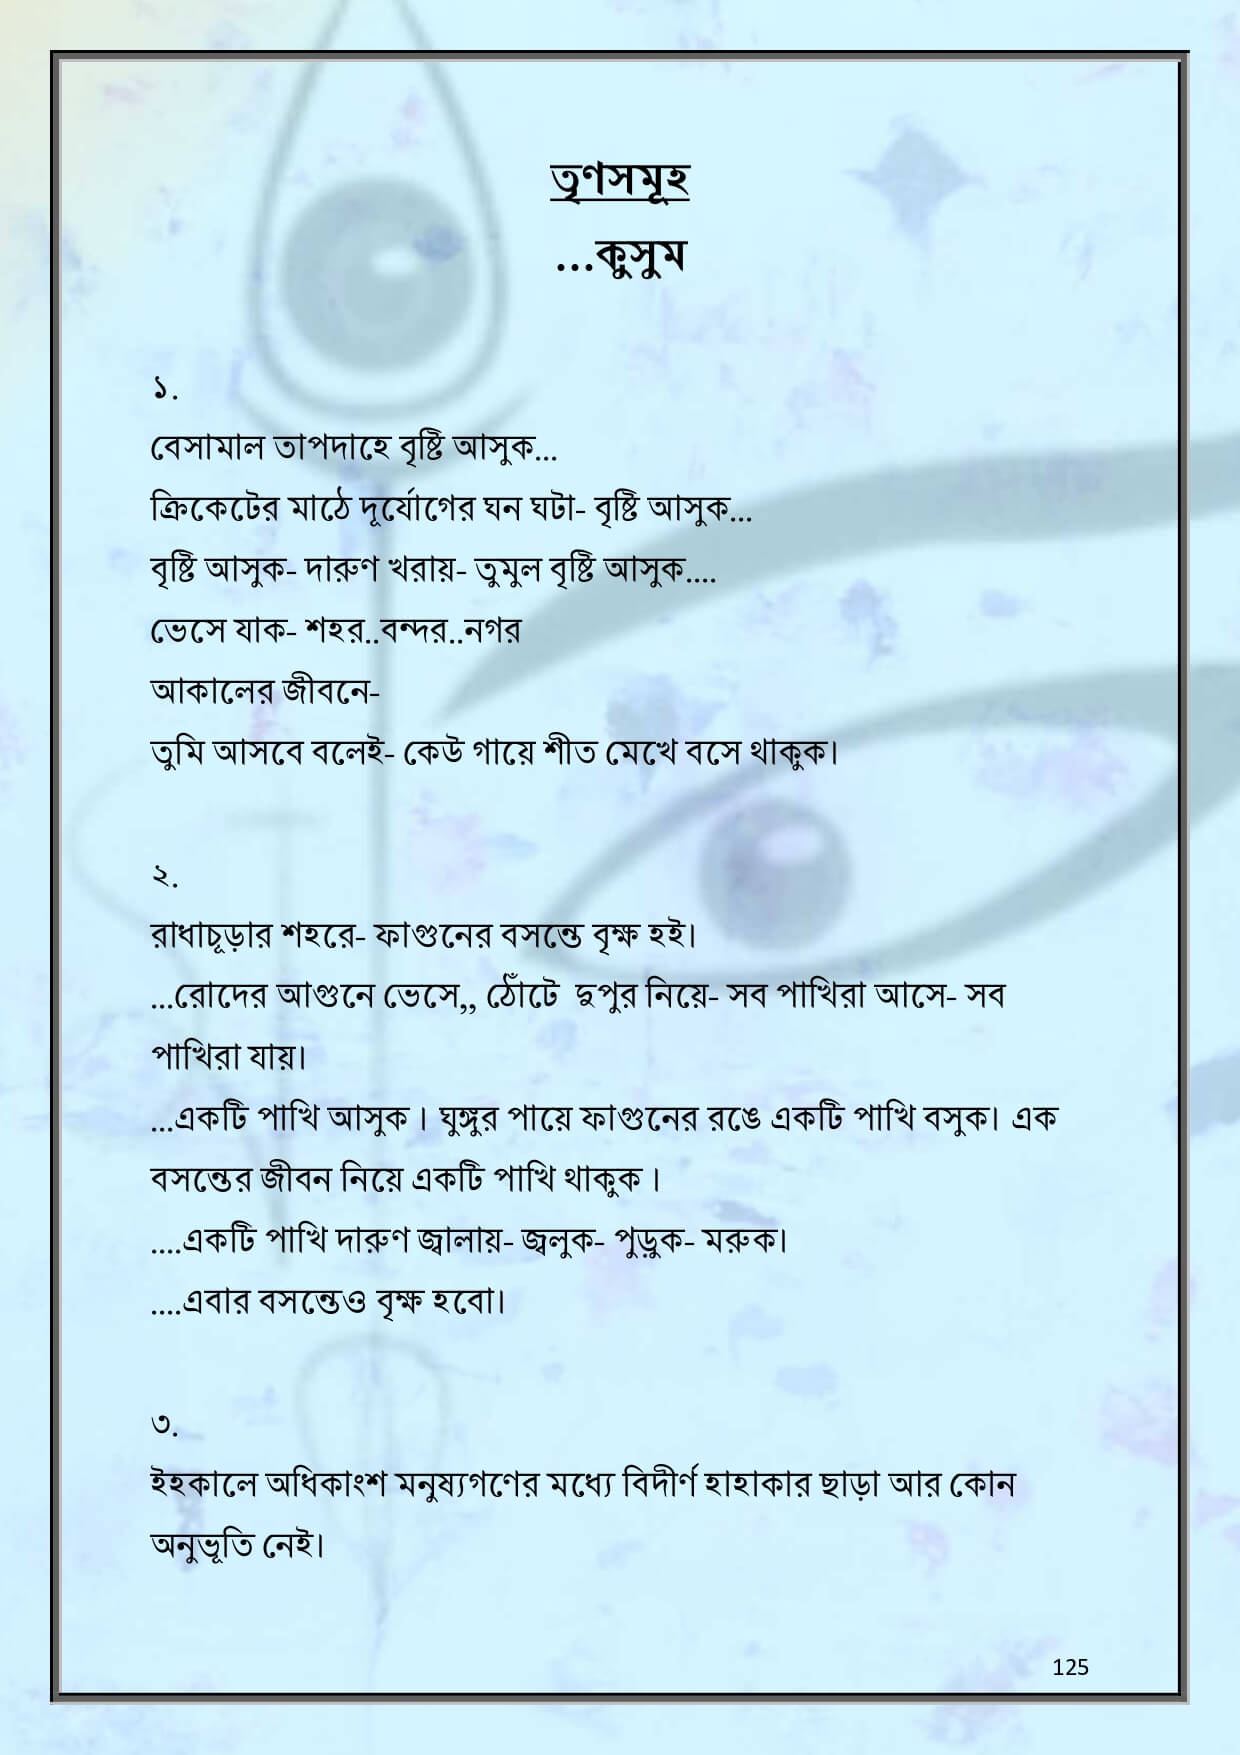 তৃণসমূহ
...কুসুম
১.
বেসামাল তাপদাহে বৃষ্টি আসুক...
ক্রিকেটের মাঠে দূর্যোগের ঘন ঘটা- বৃষ্টি আসুক...
বৃষ্টি আসুক- দারুণ খরায়- তুমুল বৃষ্টি আসুক....
ভেসে যাক- শহর..বন্দর..নগর
আকালের জীবনে-
তুমি আসবে বলেই- কেউ গায়ে শীত মেখে বসে থাকুক।
২.
রাধাচূড়ার শহরে- ফাগুনের বসন্তে বৃক্ষ হই।
...রোদের আগুনে ভেসে,, ঠোঁটে দুপুর নিয়ে- সব পাখিরা আসে- সব
পাখিরা যায়।
...একটি পাখি আসুক। ঘুঙ্গুর পায়ে ফাগুনের রঙে একটি পাখি বসুক। এক
বসন্তের জীবন নিয়ে একটি পাখি থাকুক।
....একটি পাখি দারুণ জ্বালায়- জ্বলুক- পুড়ুক- মরুক।
....এবার বসন্তেও বৃক্ষ হবো।
৩.
ইহকালে অধিকাংশ মনুষ্যগণের মধ্যে বিদীর্ণ হাহাকার ছাড়া আর কোন
অনুভূতি নেই।
125